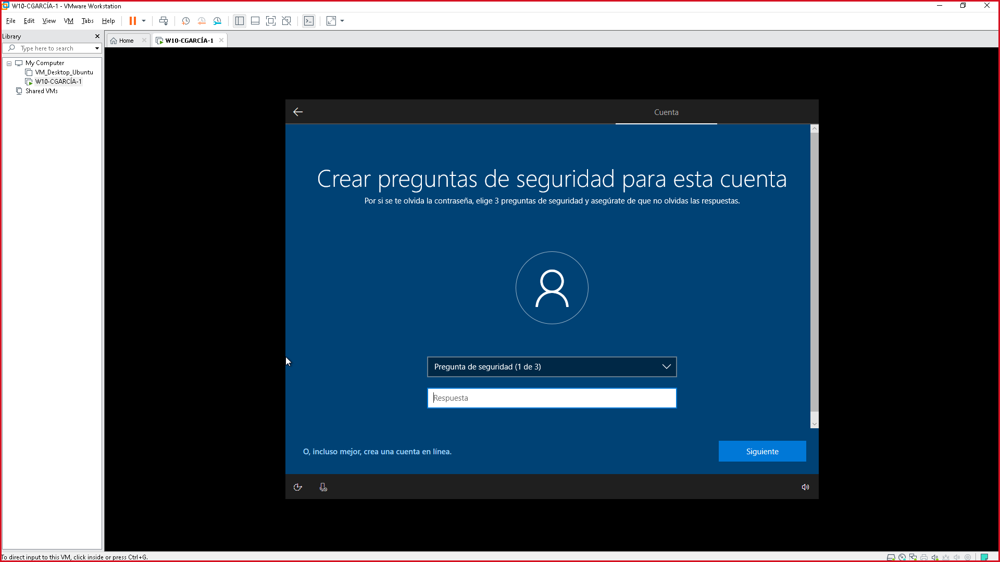 W10-CGARCÍA-1 - VMware Workstation
File Edit View VM Tabs Help
Library
Home
W10-CGARCÍA-1
Type here to search
My Computer
VM_Desktop_Ubuntu
W10-CGARCÍA-1
Shared VMs
Cuenta
Crear preguntas de seguridad para esta cuenta
Por si se te olvida la contraseña, elige 3 preguntas de seguridad y asegúrate de que no olvidas las respuestas.
Pregunta de seguridad (1 de 3)
Respuesta
O, incluso mejor, crea una cuenta en línea.
Siguiente
To direct input to this VM, click inside or press Ctrl+G.